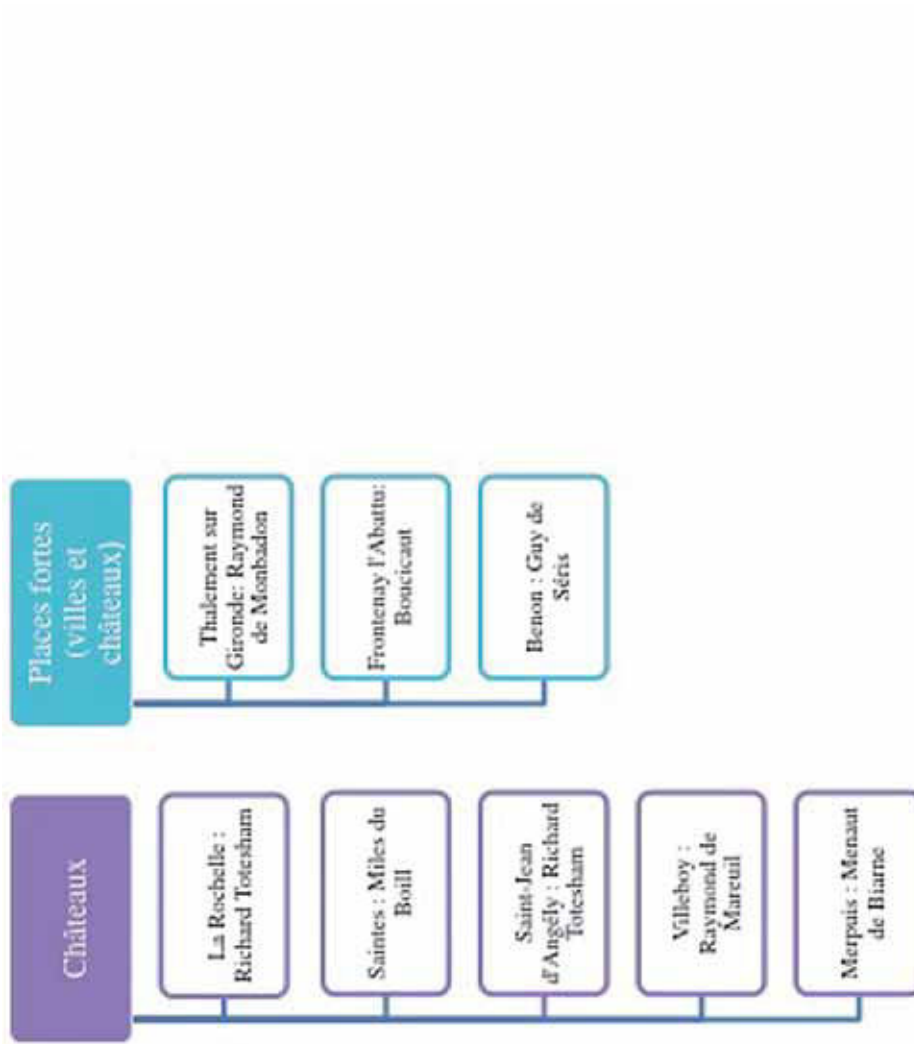 Châteaux
La Rochelle :
Richard Totesham
Saintes : Miles du
Boill
Saint-Jean
d'Angély : Richard
Totesham
Villeboy :
Raymond de
Mareuil
Merpuis : Menaut
de Biarne
Places fortes
(villes et
châteaux)
Thalement sur
Gironde: Raymond
de Monbadon
Frontenay l'Abattu:
Boucicaut
Benon : Guy de
Séris